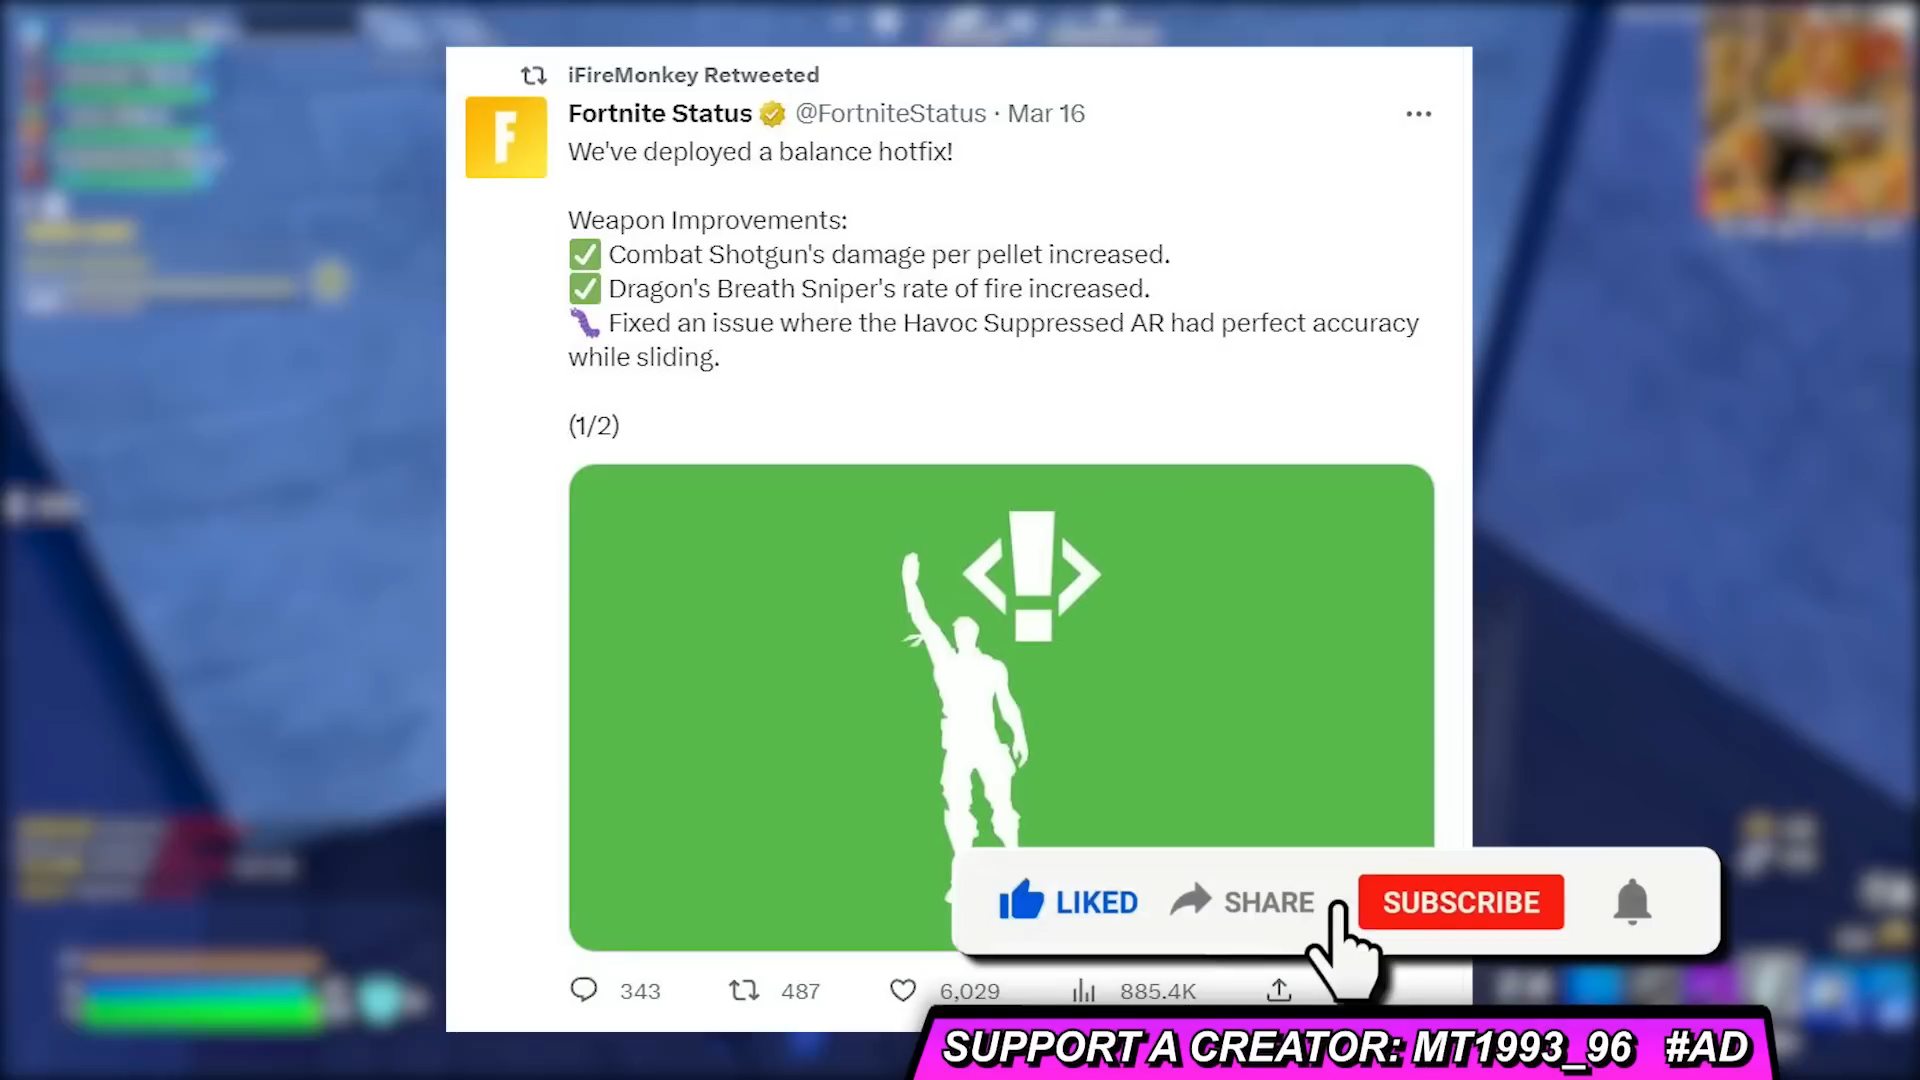 iFireMonkey Retweeted
Fortnite Status @FortniteStatus · Mar 16
We've deployed a balance hotfix!
Weapon Improvements:
✅ Combat Shotgun's damage per pellet increased.
✅ Dragon's Breath Sniper's rate of fire increased.
🐛 Fixed an issue where the Havoc Suppressed AR had perfect accuracy
while sliding.
(1/2)
<!>
LIKED SHARE SUBSCRIBE
343 487 6,029 885.4K
SUPPORT A CREATOR: MT1993_96 #AD